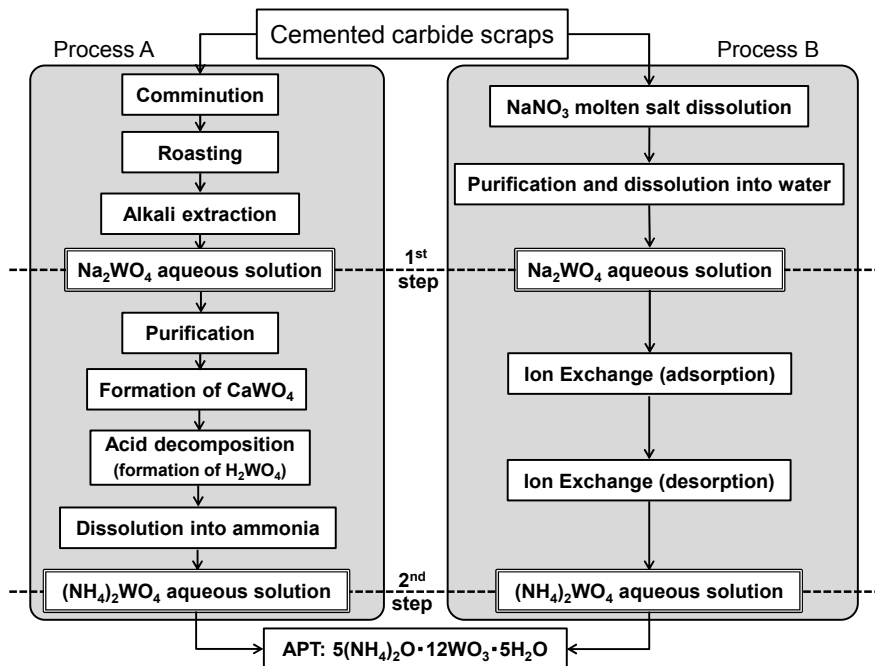 Cemented carbide scraps
Process A
Comminution
Roasting
Alkali extraction
Na₂WO₄ aqueous solution
Purification
Formation of CaWO₄
Acid decomposition
(formation of H₂WO₄)
Dissolution into ammonia
(NH₄)₂WO₄ aqueous solution
1ˢᵗ
step
2ⁿᵈ
step
Process B
NaNO₃ molten salt dissolution
Purification and dissolution into water
Na₂WO₄ aqueous solution
Ion Exchange (adsorption)
Ion Exchange (desorption)
(NH₄)₂WO₄ aqueous solution
APT: 5(NH₄)₂O・12WO₃・5H₂O